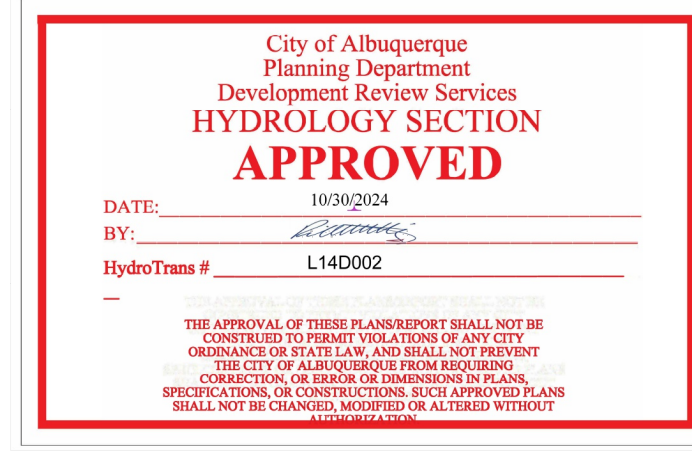 City of Albuquerque
Planning Department
Development Review Services
HYDROLOGY SECTION
APPROVED
DATE: 10/30/2024
BY:
HydroTrans # L14D002
THE APPROVAL OF THESE PLANS/REPORT SHALL NOT BE
CONSTRUED TO PERMIT VIOLATIONS OF ANY CITY
ORDINANCE OR STATE LAW, AND SHALL NOT PREVENT
THE CITY OF ALBUQUERQUE FROM REQUIRING
CORRECTION, OR ERROR OR DIMENSIONS IN PLANS,
SPECIFICATIONS, OR CONSTRUCTIONS. SUCH APPROVED PLANS
SHALL NOT BE CHANGED, MODIFIED OR ALTERED WITHOUT
AUTHORIZATION